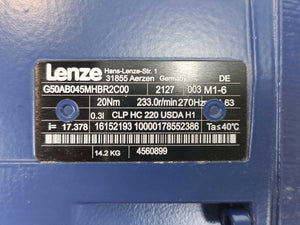 Lenze
Hans-Lenze-Str. 1
31855 Aerzen Germany DE
G50AB045MHBR2C00 2127 003 M1-6
20Nm 233.0r/min 270Hz 63
0.3l CLP HC 220 USDA H1
i= 17.378 16152193 10000178552386 Ta≤40°C
14.2 KG 4560899